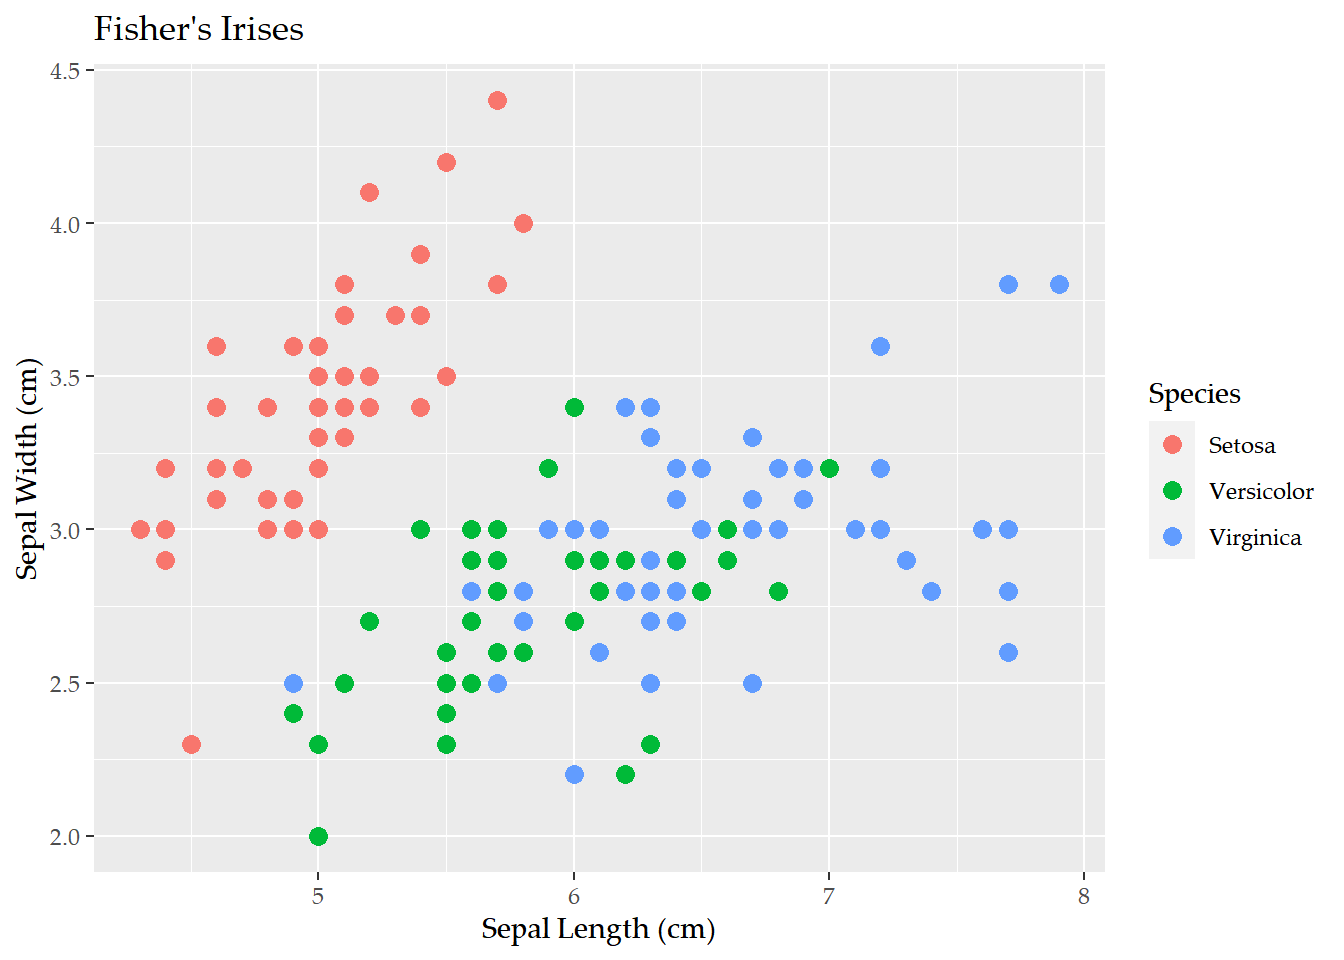 Fisher's Irises
4.5
4.0
3.5
3.0
2.5
2.0
Sepal Width (cm)
5 6 7 8
Sepal Length (cm)
Species
Setosa
Versicolor
Virginica